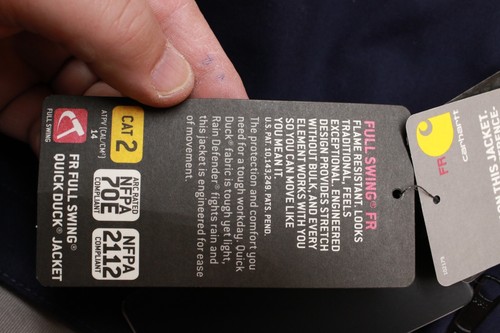 FULL SWING® FR
FLAME RESISTANT. LOOKS
TRADITIONAL. FEELS
EXCEPTIONAL. ENGINEERED
DESIGN PROVIDES STRETCH
WITHOUT BULK, AND EVERY
ELEMENT WORKS WITH YOU
SO YOU CAN MOVE LIKE
YOU MEAN IT.
U.S. PAT. 10,143,249. PATS. PEND.
The protection and comfort you
need for a tough workday. Quick
Duck® fabric is tough yet light,
Rain Defender® fights rain and
this jacket is engineered for ease
of movement.
CAT
2
ATPV (CAL/CM²)
14
ARC RATED
NFPA
70E
COMPLIANT
NFPA
2112
COMPLIANT
FULL SWING
FR FULL SWING®
QUICK DUCK® JACKET
FR
carhartt